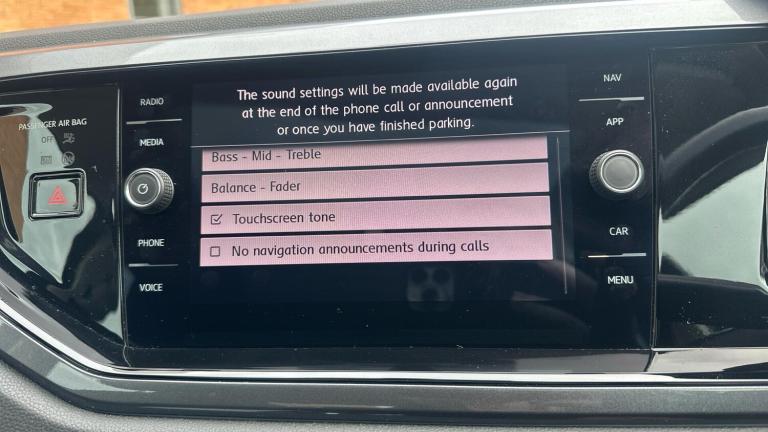 The sound settings will be made available again
at the end of the phone call or announcement
or once you have finished parking.
Bass - Mid - Treble
Balance - Fader
Touchscreen tone
No navigation announcements during calls
RADIO
MEDIA
PHONE
VOICE
NAV
APP
CAR
MENU
PASSENGER AIR BAG
OFF